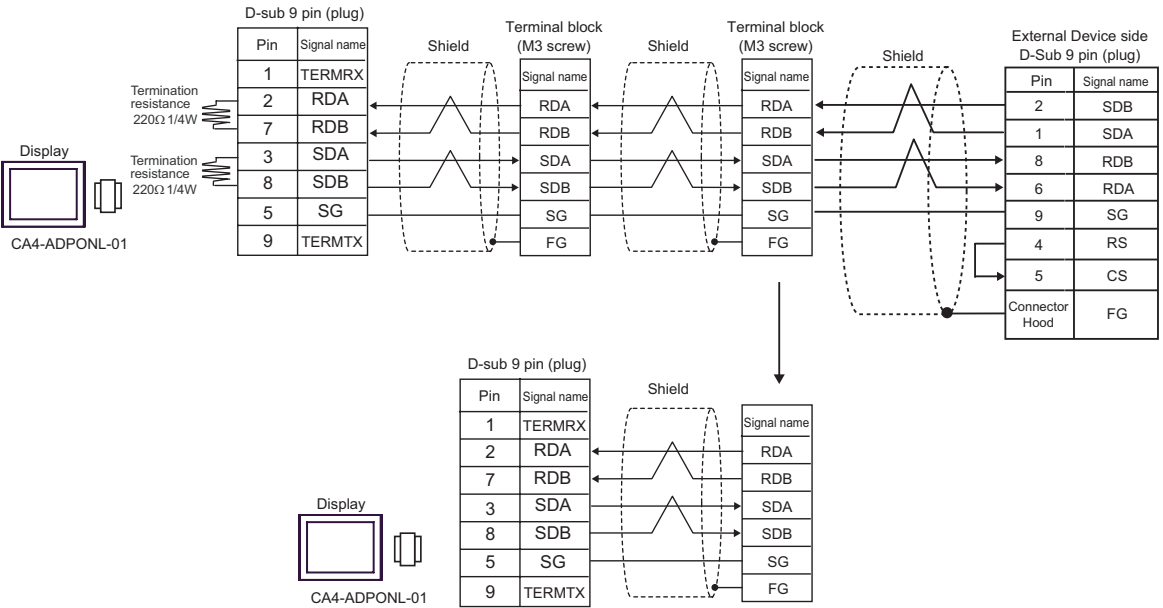 D-sub 9 pin (plug)
Pin Signal name
1 TERMRX
2 RDA
7 RDB
3 SDA
8 SDB
5 SG
9 TERMTX
Termination
resistance
220Ω 1/4W
Termination
resistance
220Ω 1/4W
Display
CA4-ADPONL-01
Shield
Terminal block
(M3 screw)
Signal name
RDA
RDB
SDA
SDB
SG
FG
Shield
Terminal block
(M3 screw)
Signal name
RDA
RDB
SDA
SDB
SG
FG
Shield
External Device side
D-Sub 9 pin (plug)
Pin Signal name
2 SDB
1 SDA
8 RDB
6 RDA
9 SG
4 RS
5 CS
Connector
Hood
FG
D-sub 9 pin (plug)
Pin Signal name
1 TERMRX
2 RDA
7 RDB
3 SDA
8 SDB
5 SG
9 TERMTX
Display
CA4-ADPONL-01
Shield
Signal name
RDA
RDB
SDA
SDB
SG
FG